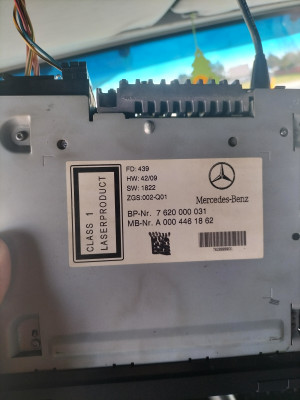 CLASS 1
LASERPRODUCT
FD: 439
HW: 42/09
SW: 1822
ZGS:002-Q01
Mercedes-Benz
BP-Nr. 7 620 000 031
MB-Nr. A 000 446 18 62